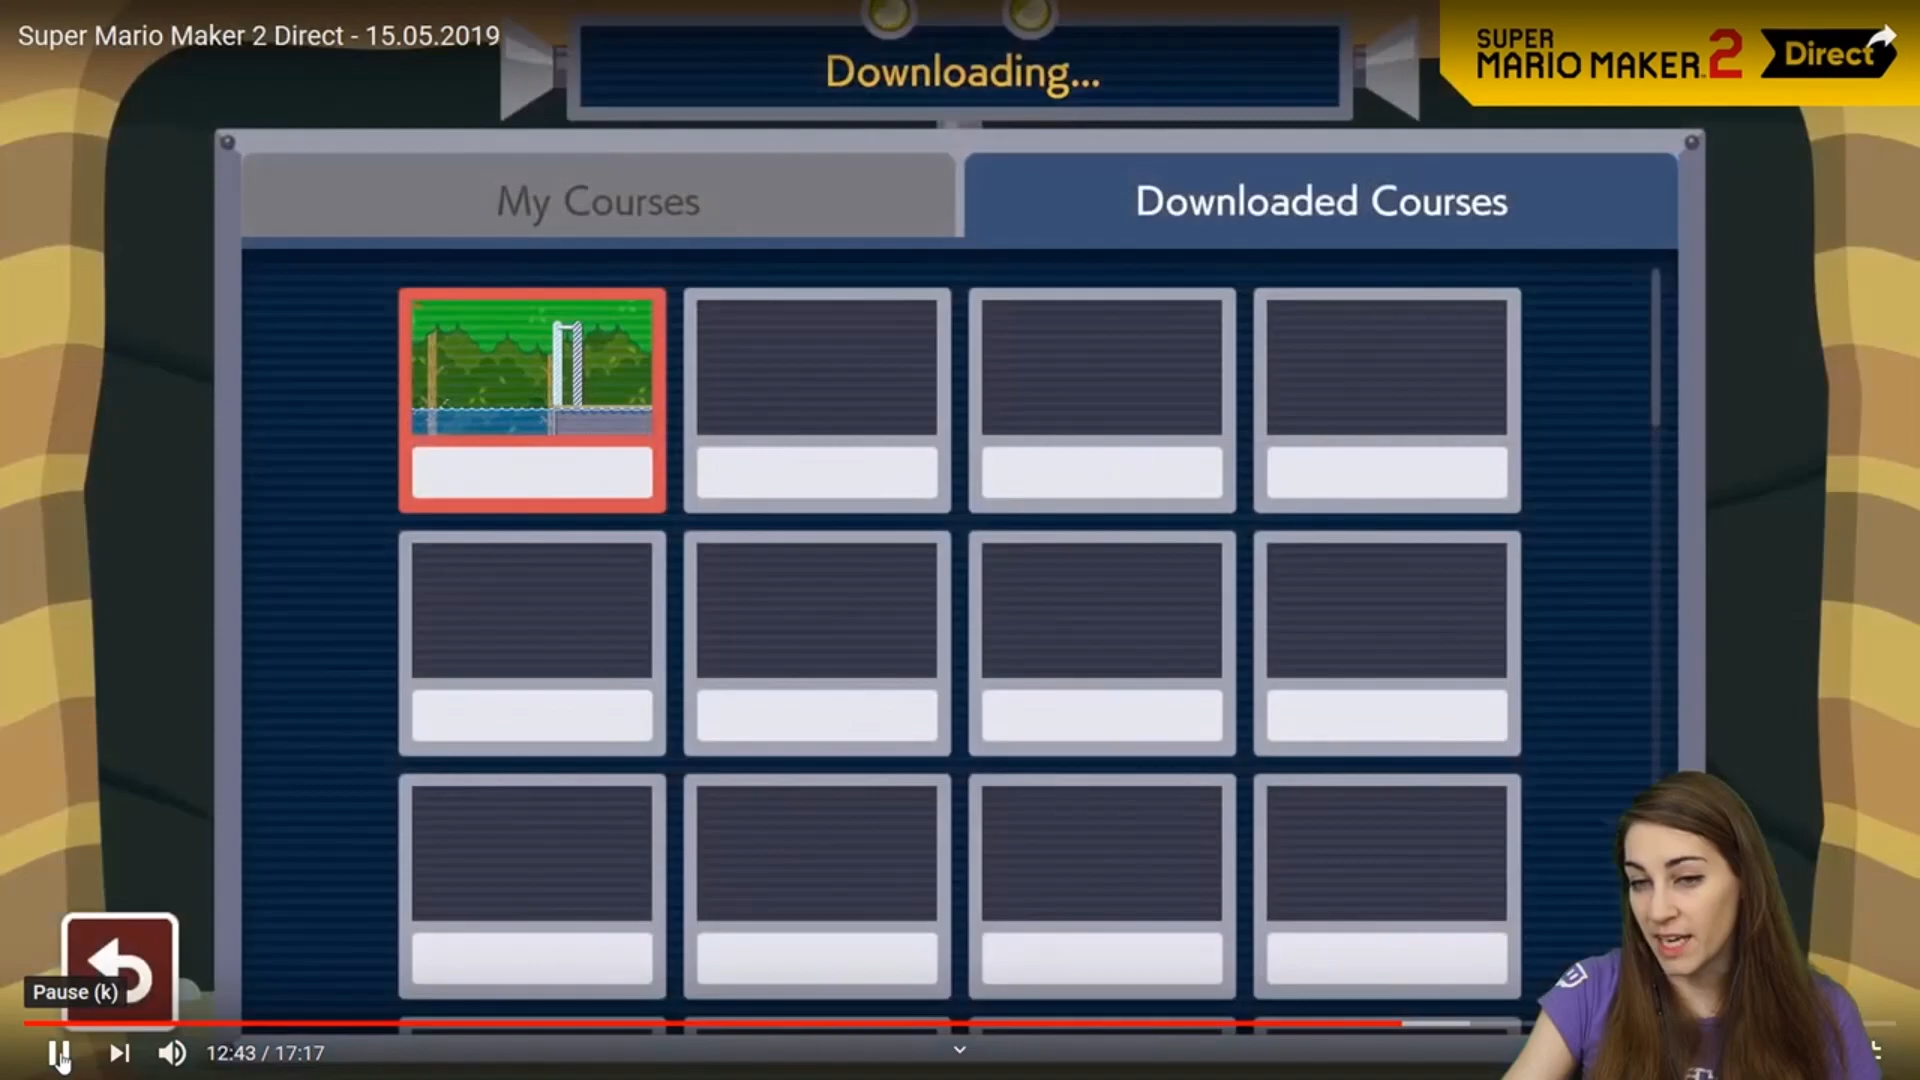 Super Mario Maker 2 Direct - 15.05.2019
Downloading...
SUPER
MARIO MAKER 2
Direct
My Courses
Downloaded Courses
Pause (k)
12:43 / 17:17